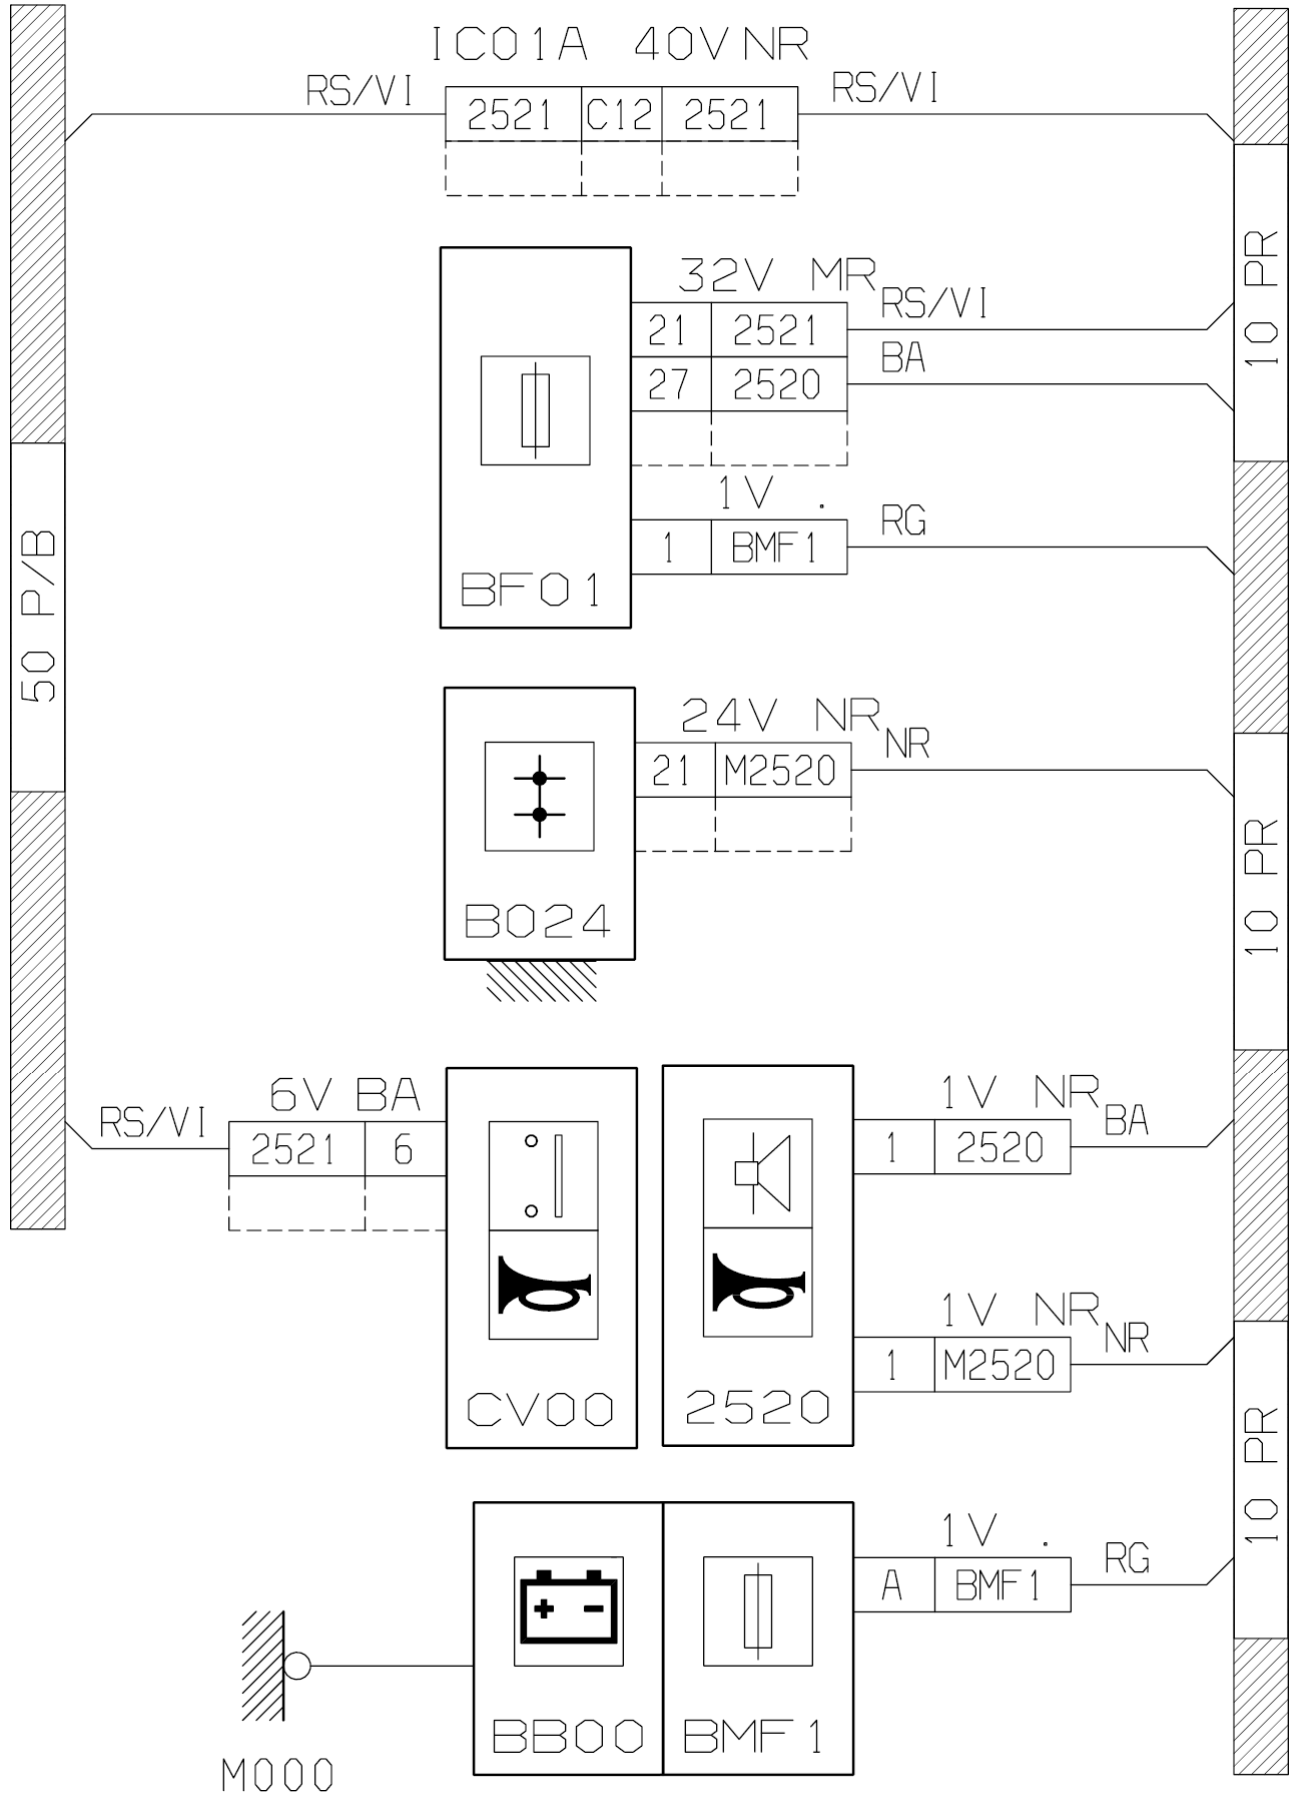 IC01A 40V NR
RS/VI 2521 C12 2521 RS/VI
10 PR
32V MR
21 2521 RS/VI
27 2520 BA
1V .
1 BMF1 RG
BF01
50 P/B
24V NR
21 M2520 NR
B024
10 PR
6V BA
RS/VI 2521 6
CV00
1V NR
1 2520 BA
1V NR
1 M2520 NR
2520
10 PR
1V .
A BMF1 RG
+ -
BB00 BMF1
M000